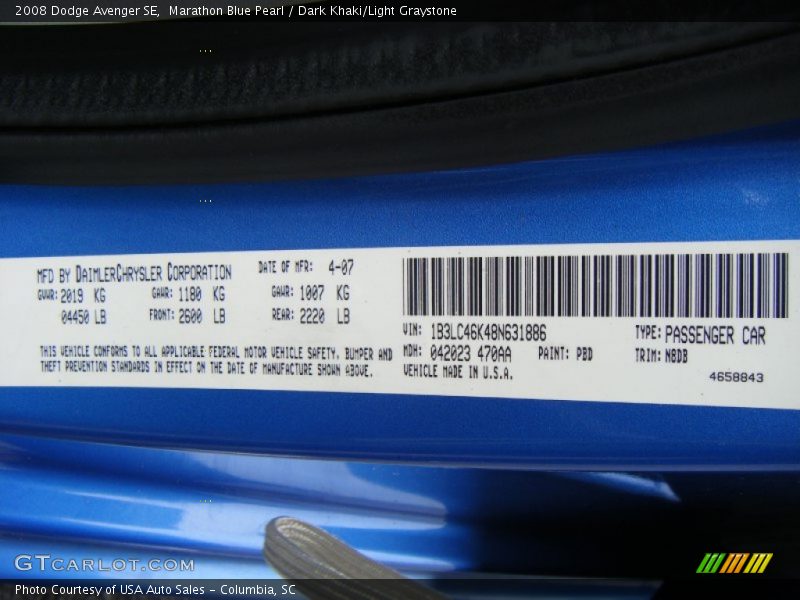 2008 Dodge Avenger SE,  Marathon Blue Pearl / Dark Khaki/Light Graystone
MFD BY DAIMLERCHRYSLER CORPORATION DATE OF MFR: 4-07
GVWR: 2019 KG GAWR: 1180 KG GAWR: 1007 KG
04450 LB FRONT: 2600 LB REAR: 2220 LB
THIS VEHICLE CONFORMS TO ALL APPLICABLE FEDERAL MOTOR VEHICLE SAFETY, BUMPER AND
THEFT PREVENTION STANDARDS IN EFFECT ON THE DATE OF MANUFACTURE SHOWN ABOVE.
VIN: 1B3LC46K48N631886 TYPE: PASSENGER CAR
MDH: 042023 470AA PAINT: PBD TRIM: N8DB
VEHICLE MADE IN U.S.A.
4658843
GTCARLOT.COM
Photo Courtesy of USA Auto Sales - Columbia, SC